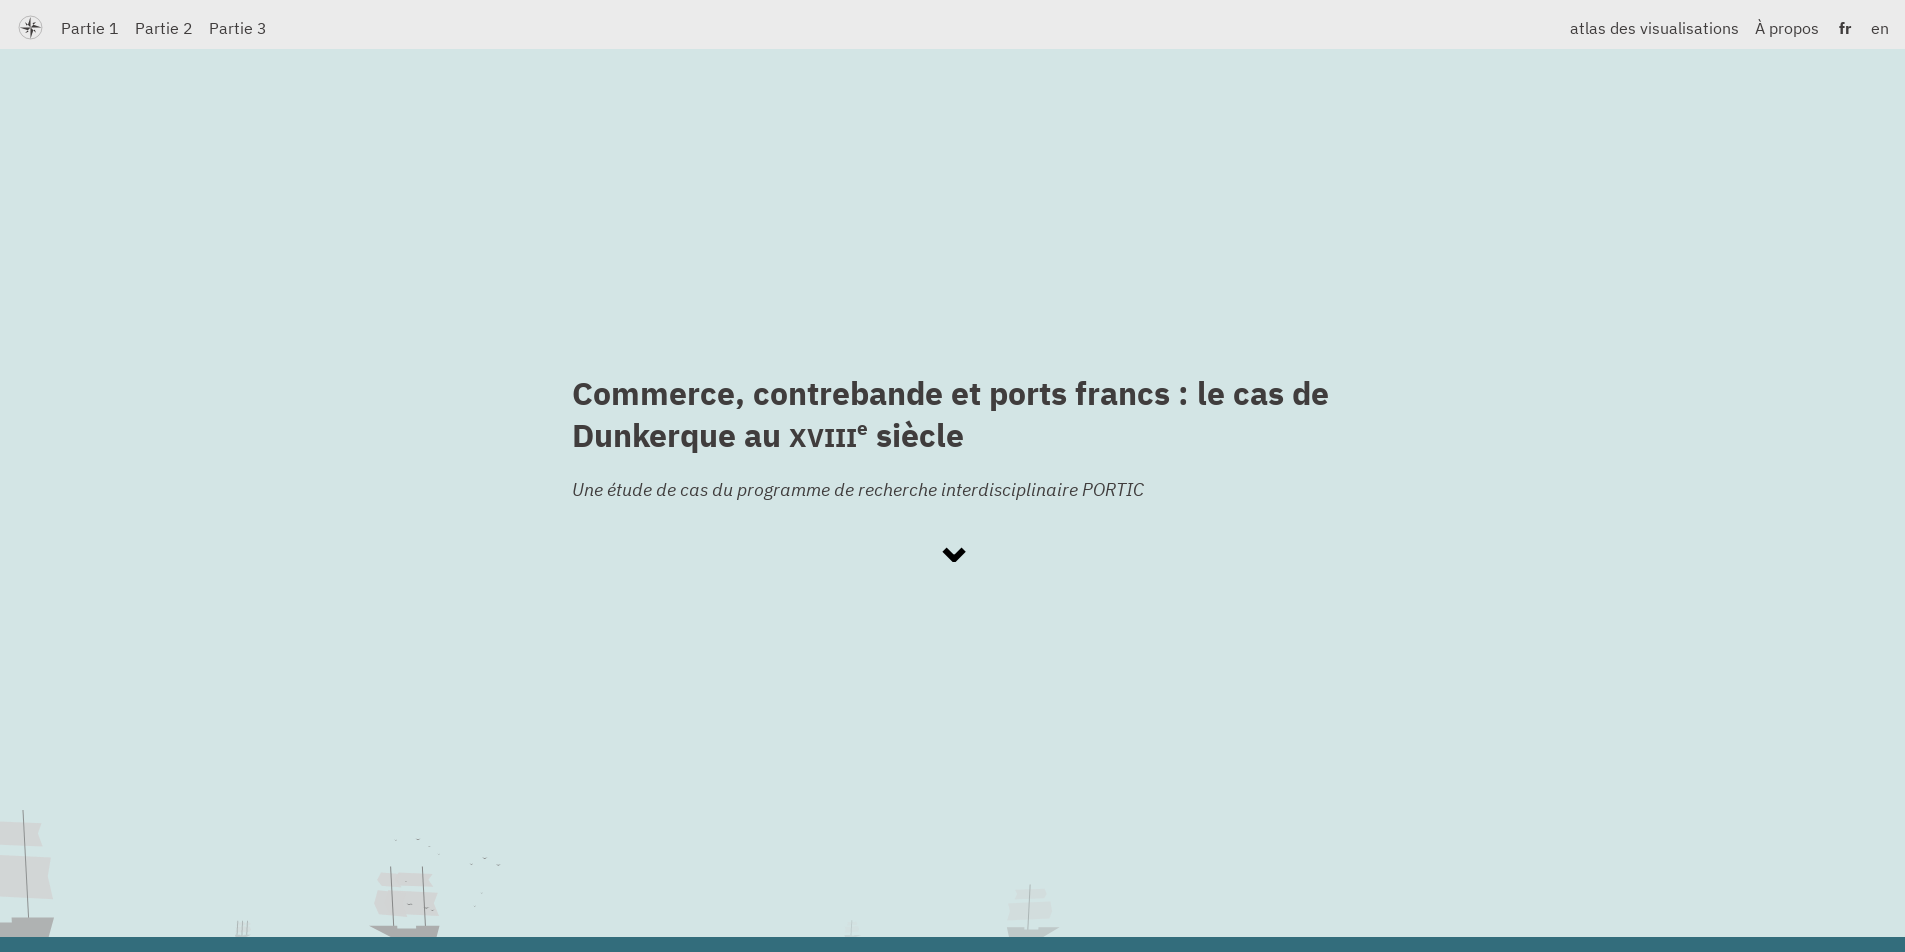 Partie 1 Partie 2 Partie 3 atlas des visualisations À propos fr en
Commerce, contrebande et ports francs : le cas de
Dunkerque au XVIIIe siècle
Une étude de cas du programme de recherche interdisciplinaire PORTIC